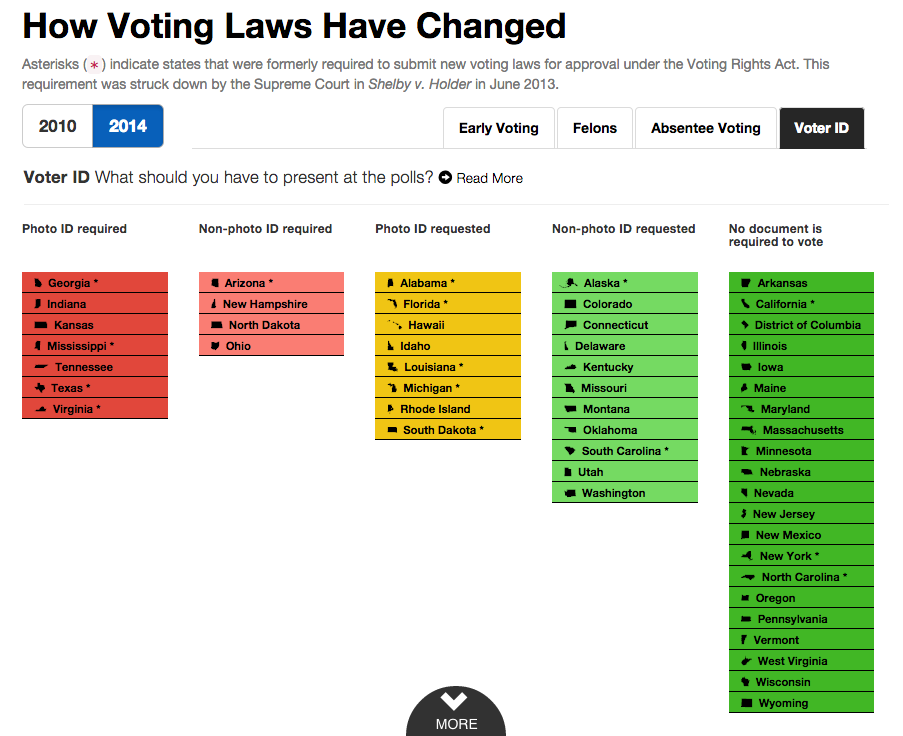 How Voting Laws Have Changed
Asterisks ( * ) indicate states that were formerly required to submit new voting laws for approval under the Voting Rights Act. This
requirement was struck down by the Supreme Court in Shelby v. Holder in June 2013.
2010 2014 Early Voting Felons Absentee Voting Voter ID
Voter ID What should you have to present at the polls? Read More
Photo ID required
Georgia *
Indiana
Kansas
Mississippi *
Tennessee
Texas *
Virginia *
Non-photo ID required
Arizona *
New Hampshire
North Dakota
Ohio
Photo ID requested
Alabama *
Florida *
Hawaii
Idaho
Louisiana *
Michigan *
Rhode Island
South Dakota *
Non-photo ID requested
Alaska *
Colorado
Connecticut
Delaware
Kentucky
Missouri
Montana
Oklahoma
South Carolina *
Utah
Washington
No document is
required to vote
Arkansas
California *
District of Columbia
Illinois
Iowa
Maine
Maryland
Massachusetts
Minnesota
Nebraska
Nevada
New Jersey
New Mexico
New York *
North Carolina *
Oregon
Pennsylvania
Vermont
West Virginia
Wisconsin
Wyoming
MORE